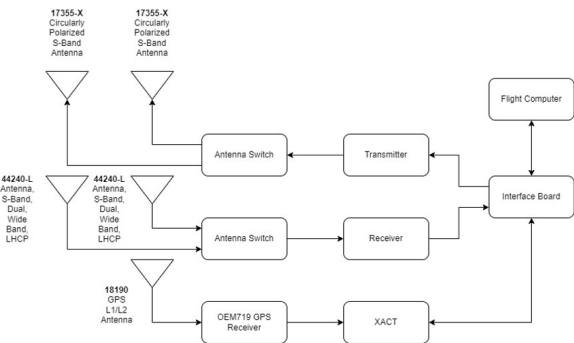 17355-X
Circularly
Polarized
S-Band
Antenna
17355-X
Circularly
Polarized
S-Band
Antenna
Flight Computer
Antenna Switch
Transmitter
44240-L
Antenna,
S-Band,
Dual,
Wide
Band,
LHCP
44240-L
Antenna,
S-Band,
Dual,
Wide
Band,
LHCP
Interface Board
Antenna Switch
Receiver
18190
GPS
L1/L2
Antenna
OEM719 GPS
Receiver
XACT